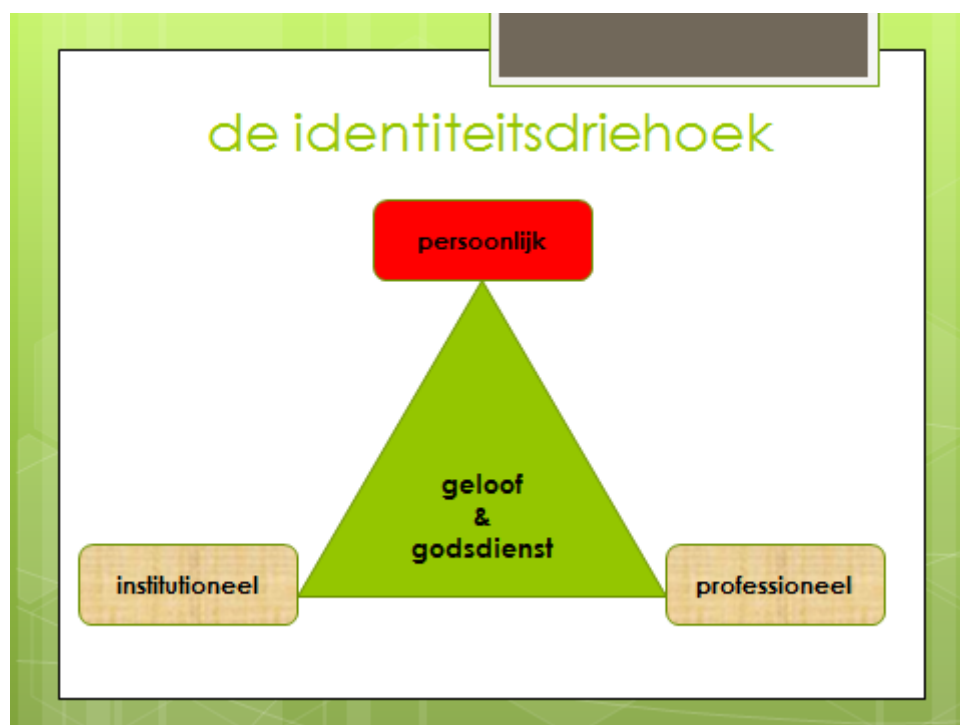 de identiteitsdriehoek
persoonlijk
geloof
&
godsdienst
institutioneel
professioneel